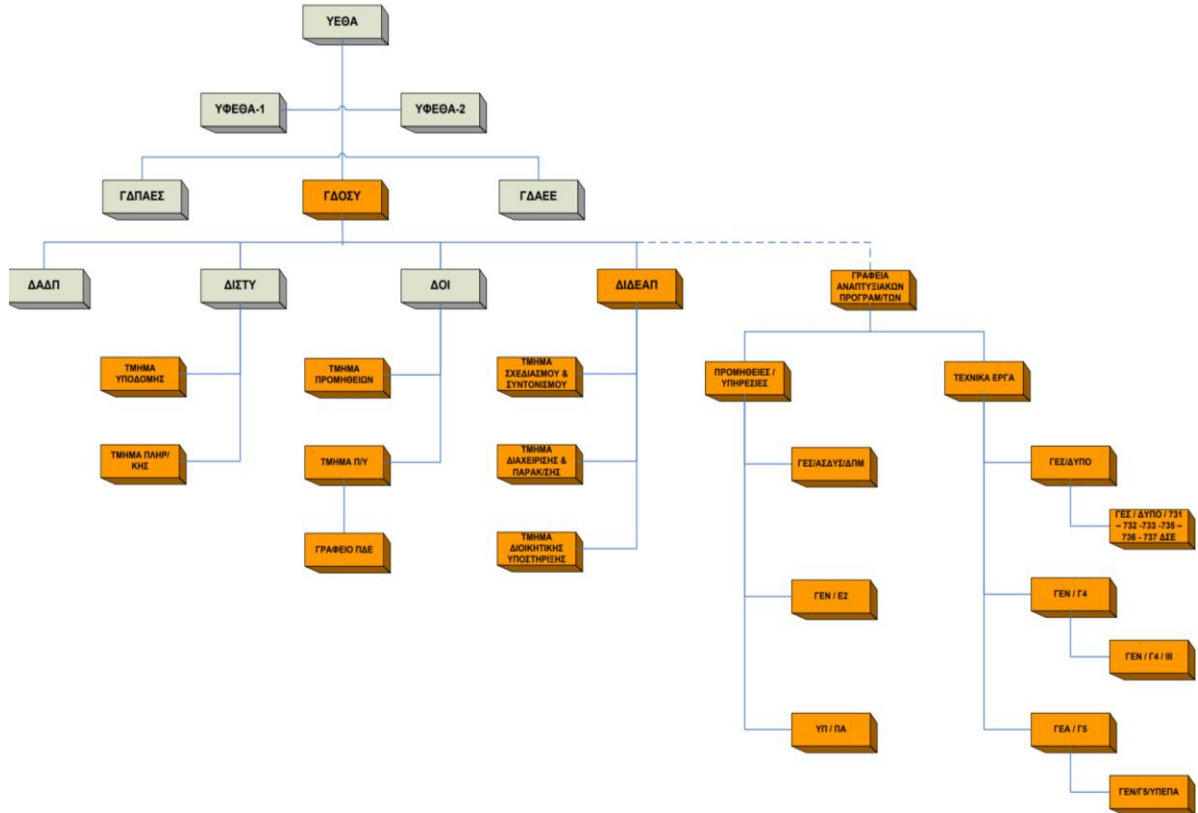 ΥΕΘΑ
ΥΦΕΘΑ-1
ΥΦΕΘΑ-2
ΓΔΠΑΕΣ
ΓΔΟΣΥ
ΓΔΑΕΕ
ΔΑΔΠ
ΔΙΣΤΥ
ΔΟΙ
ΔΙΔΕΑΠ
ΓΡΑΦΕΙΑ
ΑΝΑΠΤΥΞΙΑΚΩΝ
ΠΡΟΓΡΑΜ/ΤΩΝ
ΤΜΗΜΑ
ΥΠΟΔΟΜΗΣ
ΤΜΗΜΑ
ΠΡΟΜΗΘΕΙΩΝ
ΤΜΗΜΑ
ΣΧΕΔΙΑΣΜΟΥ &
ΣΥΝΤΟΝΙΣΜΟΥ
ΠΡΟΜΗΘΕΙΕΣ /
ΥΠΗΡΕΣΙΕΣ
ΤΕΧΝΙΚΑ ΕΡΓΑ
ΤΜΗΜΑ ΠΛΗΡ/
ΚΗΣ
ΤΜΗΜΑ Π/Υ
ΤΜΗΜΑ
ΔΙΑΧΕΙΡΙΣΗΣ &
ΠΑΡΑΚ/ΣΗΣ
ΓΕΣ/ΑΣΔΥΣ/ΔΠΜ
ΓΕΣ/ΔΥΠΟ
ΓΡΑΦΕΙΟ ΠΔΕ
ΤΜΗΜΑ
ΔΙΟΙΚΗΤΙΚΗΣ
ΥΠΟΣΤΗΡΙΞΗΣ
ΓΕΣ / ΔΥΠΟ / 731
– 732 -733 -735 –
736 - 737 ΔΣΕ
ΓΕΝ / Ε2
ΓΕΝ / Γ4
ΓΕΝ / Γ4 / ΙΙΙ
ΥΠ / ΠΑ
ΓΕΑ / Γ5
ΓΕΝ/Γ5/ΥΠΕΠΑ